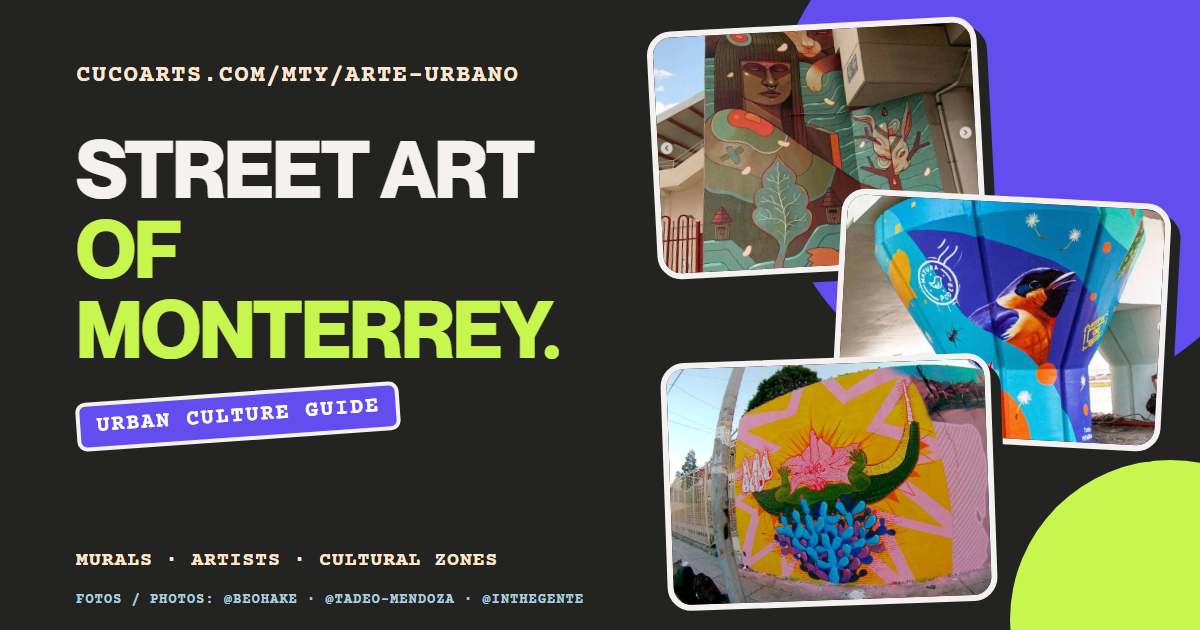 CUCOARTS.COM/MTY/ARTE-URBANO
STREET ART
OF
MONTERREY.
URBAN CULTURE GUIDE
MURALS · ARTISTS · CULTURAL ZONES
FOTOS / PHOTOS: @BEOHAKE · @TADEO-MENDOZA · @INTHEGENTE